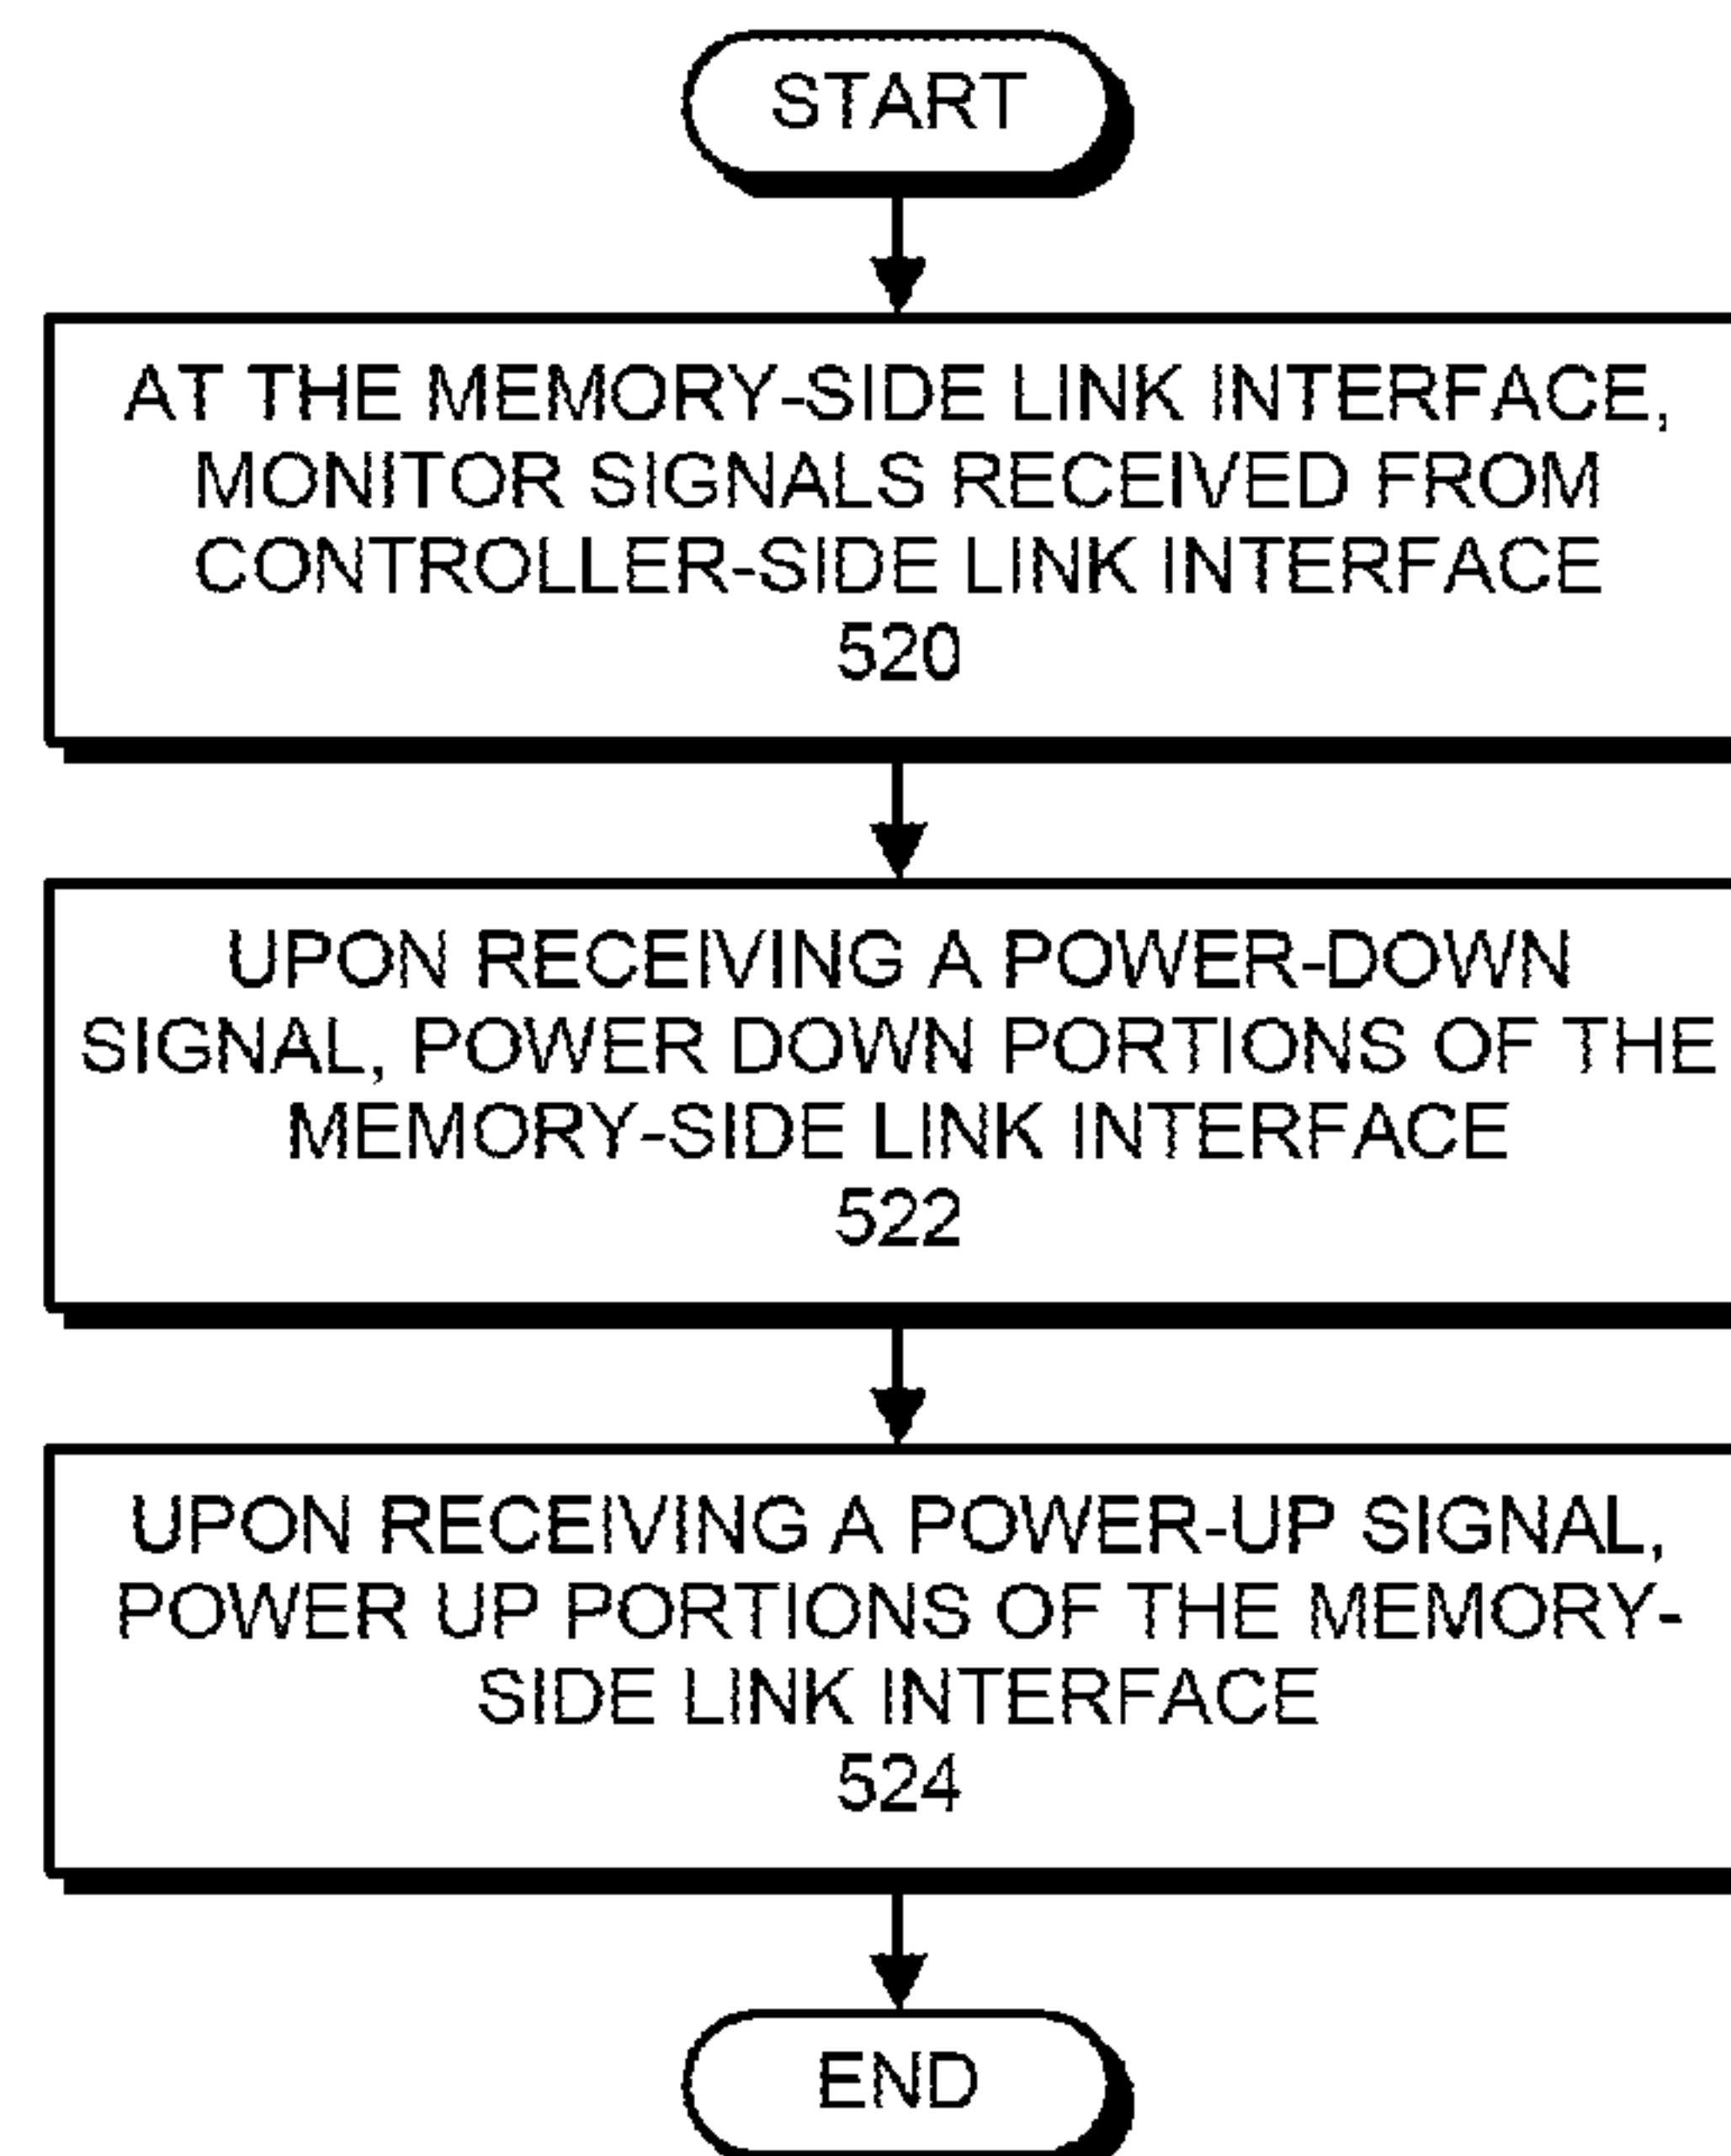 START
AT THE MEMORY-SIDE LINK INTERFACE,
MONITOR SIGNALS RECEIVED FROM
CONTROLLER-SIDE LINK INTERFACE
520
UPON RECEIVING A POWER-DOWN
SIGNAL, POWER DOWN PORTIONS OF THE
MEMORY-SIDE LINK INTERFACE
522
UPON RECEIVING A POWER-UP SIGNAL,
POWER UP PORTIONS OF THE MEMORY-
SIDE LINK INTERFACE
524
END